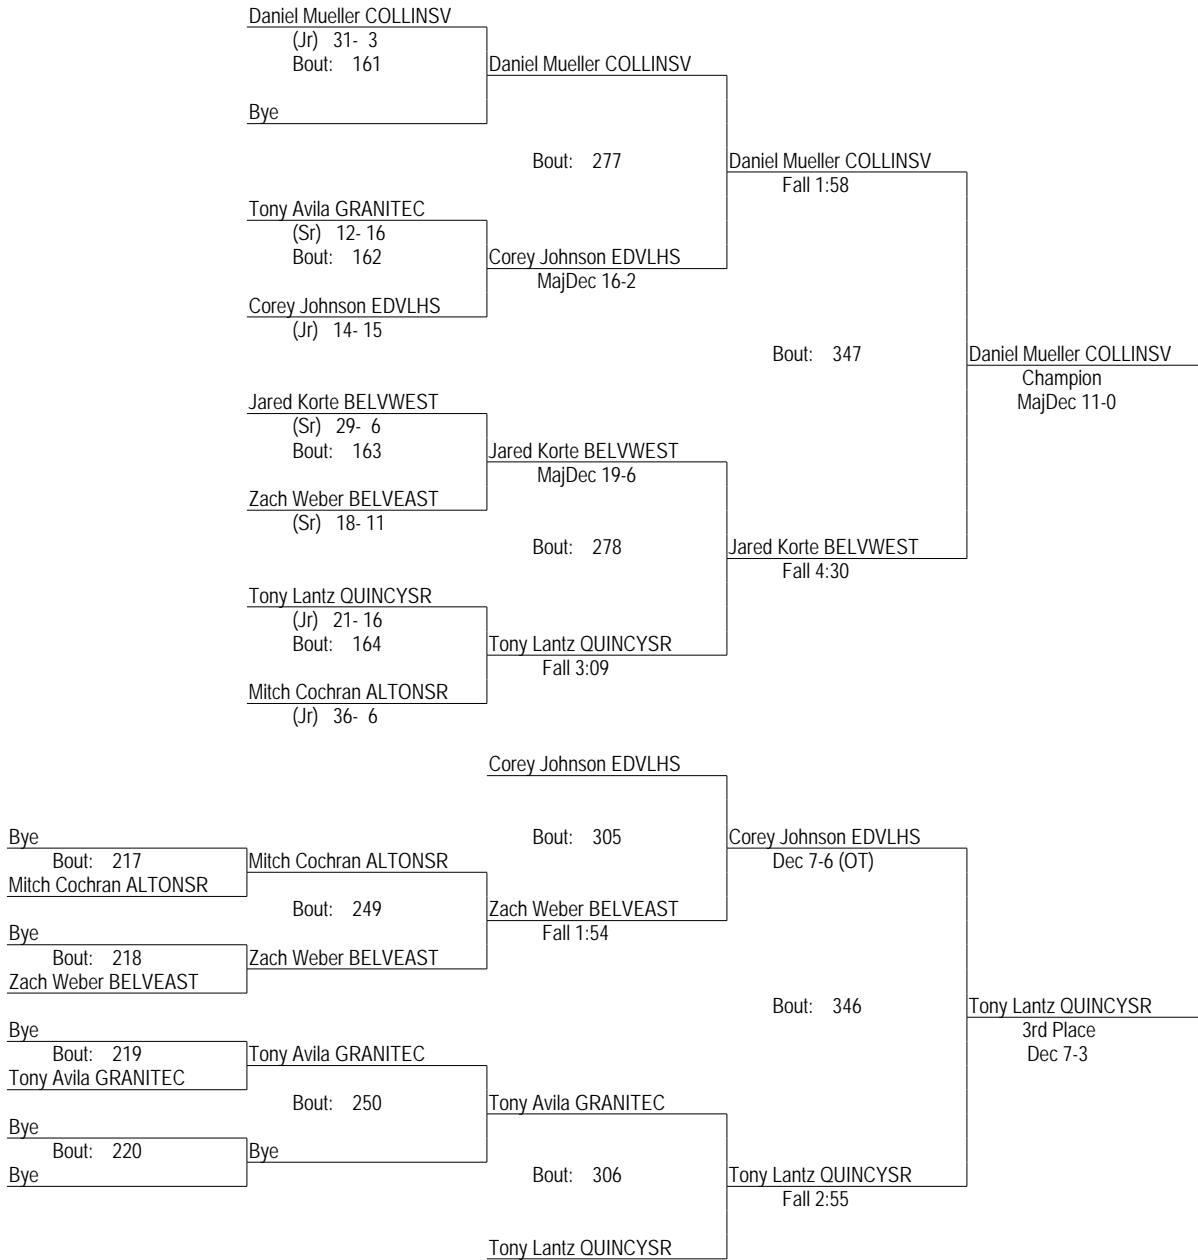 Daniel Mueller COLLINSV
(Jr) 31- 3
Bout: 161
Daniel Mueller COLLINSV
Bye
Bout: 277
Daniel Mueller COLLINSV
Fall 1:58
Tony Avila GRANITEC
(Sr) 12- 16
Bout: 162
Corey Johnson EDVLHS
MajDec 16-2
Corey Johnson EDVLHS
(Jr) 14- 15
Bout: 347
Daniel Mueller COLLINSV
Champion
MajDec 11-0
Jared Korte BELVWEST
(Sr) 29- 6
Bout: 163
Jared Korte BELVWEST
MajDec 19-6
Zach Weber BELVEAST
(Sr) 18- 11
Bout: 278
Jared Korte BELVWEST
Fall 4:30
Tony Lantz QUINCYSR
(Jr) 21- 16
Bout: 164
Tony Lantz QUINCYSR
Fall 3:09
Mitch Cochran ALTONSR
(Jr) 36- 6
Corey Johnson EDVLHS
Bye
Bout: 217
Mitch Cochran ALTONSR
Mitch Cochran ALTONSR
Bout: 305
Corey Johnson EDVLHS
Dec 7-6 (OT)
Bout: 249
Zach Weber BELVEAST
Fall 1:54
Bye
Bout: 218
Zach Weber BELVEAST
Zach Weber BELVEAST
Bout: 346
Tony Lantz QUINCYSR
3rd Place
Dec 7-3
Bye
Bout: 219
Tony Avila GRANITEC
Tony Avila GRANITEC
Bout: 250
Tony Avila GRANITEC
Bye
Bout: 220
Bye
Bye
Bout: 306
Tony Lantz QUINCYSR
Fall 2:55
Tony Lantz QUINCYSR